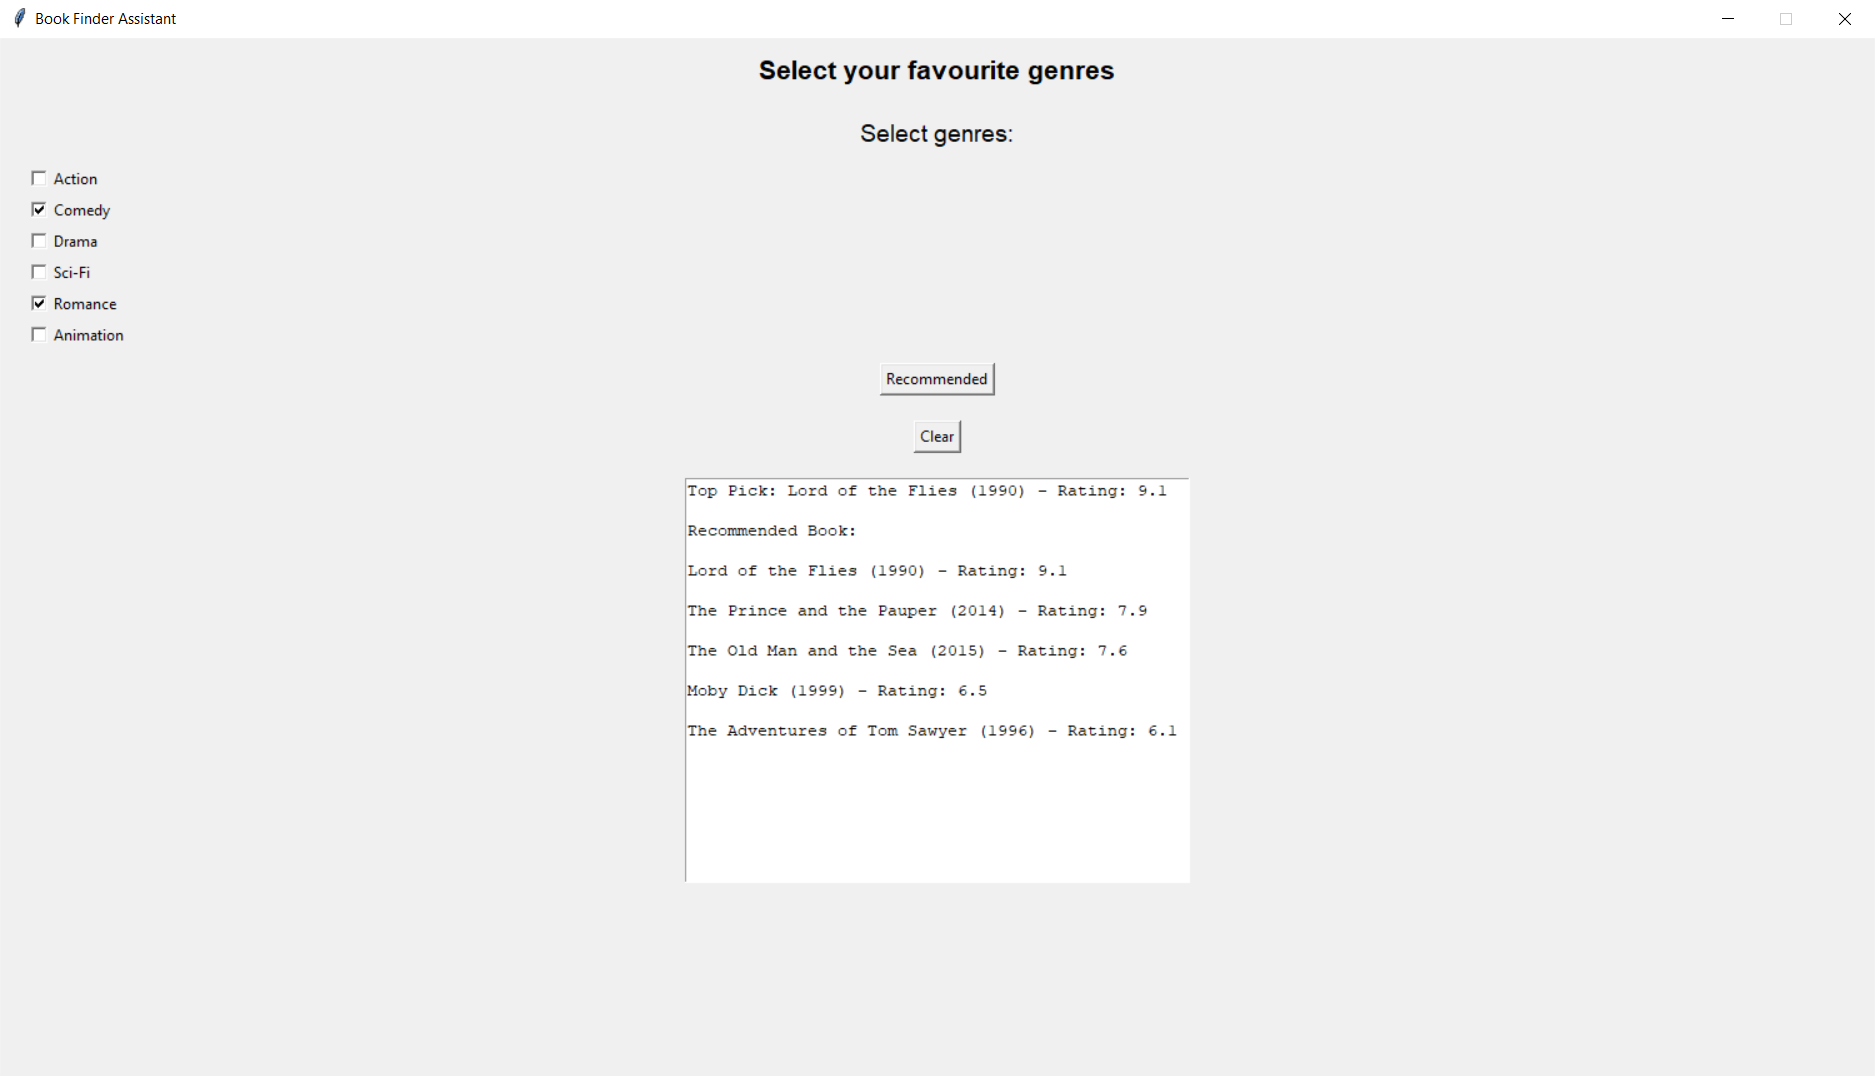 Book Finder Assistant
Select your favourite genres
Select genres:
Action
Comedy
Drama
Sci-Fi
Romance
Animation
Recommended
Clear
Top Pick: Lord of the Flies (1990) - Rating: 9.1
Recommended Book:
Lord of the Flies (1990) - Rating: 9.1
The Prince and the Pauper (2014) - Rating: 7.9
The Old Man and the Sea (2015) - Rating: 7.6
Moby Dick (1999) - Rating: 6.5
The Adventures of Tom Sawyer (1996) - Rating: 6.1